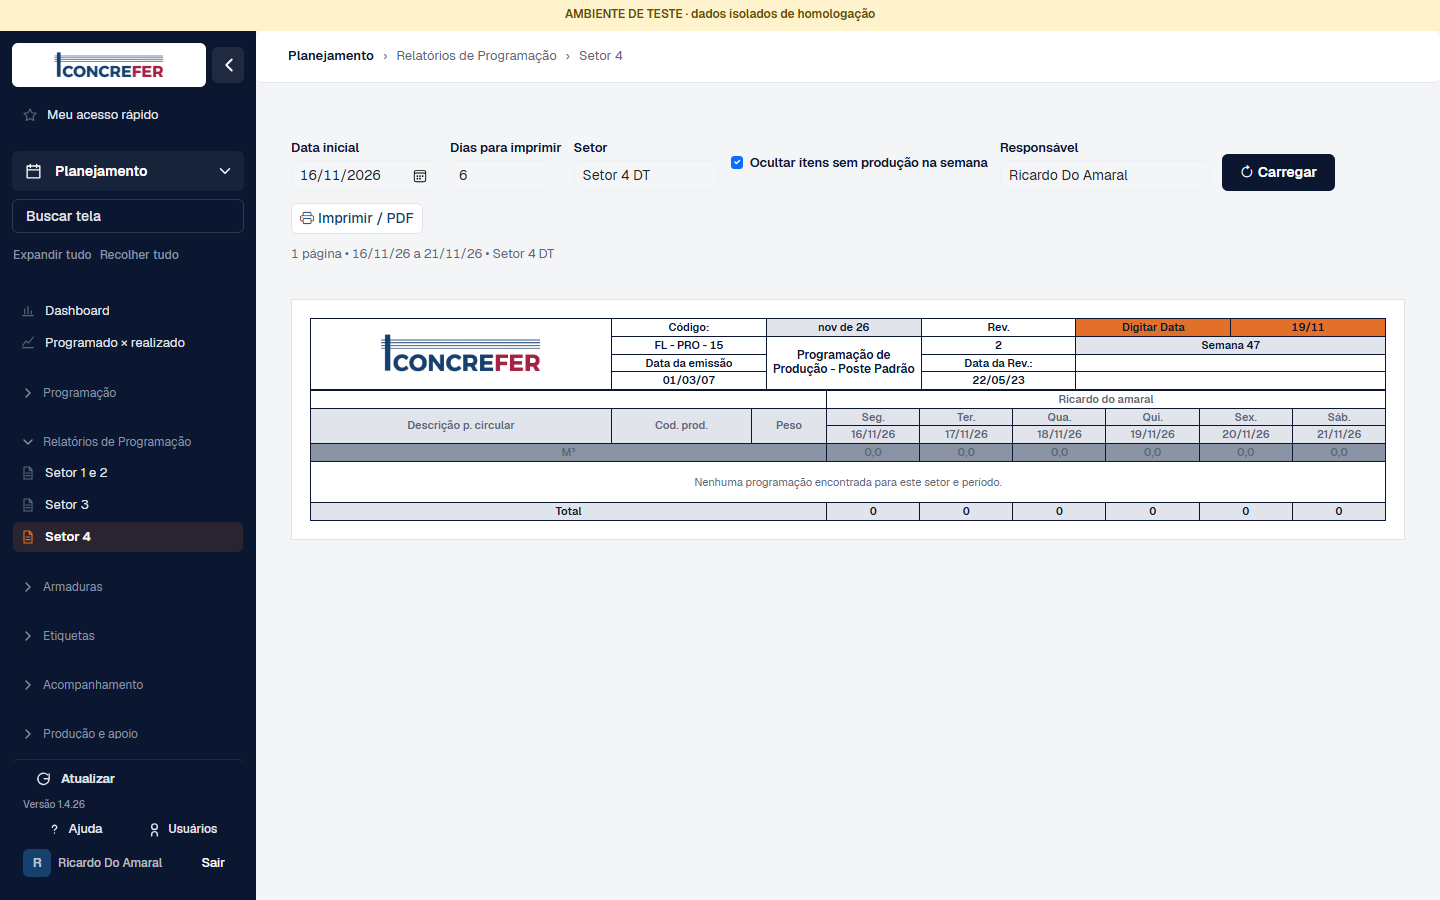 AMBIENTE DE TESTE · dados isolados de homologação
CONCREFER
Meu acesso rápido
Planejamento
Buscar tela
Expandir tudo Recolher tudo
Dashboard
Programado × realizado
Programação
Relatórios de Programação
Setor 1 e 2
Setor 3
Setor 4
Armaduras
Etiquetas
Acompanhamento
Produção e apoio
Atualizar
Versão 1.4.26
? Ajuda Usuários
R Ricardo Do Amaral Sair
Planejamento › Relatórios de Programação › Setor 4
Data inicial Dias para imprimir Setor Responsável
Ocultar itens sem produção na semana
16/11/2026 6 Setor 4 DT Ricardo Do Amaral Carregar
Imprimir / PDF
1 página • 16/11/26 a 21/11/26 • Setor 4 DT
CONCREFER
Código: nov de 26 Rev. Digitar Data 19/11
FL - PRO - 15 2 Semana 47
Programação de
Produção - Poste Padrão
Data da emissão Data da Rev.:
01/03/07 22/05/23
Ricardo do amaral
Descrição p. circular Cod. prod. Peso
Seg. Ter. Qua. Qui. Sex. Sáb.
16/11/26 17/11/26 18/11/26 19/11/26 20/11/26 21/11/26
M³ 0,0 0,0 0,0 0,0 0,0 0,0
Nenhuma programação encontrada para este setor e período.
Total 0 0 0 0 0 0